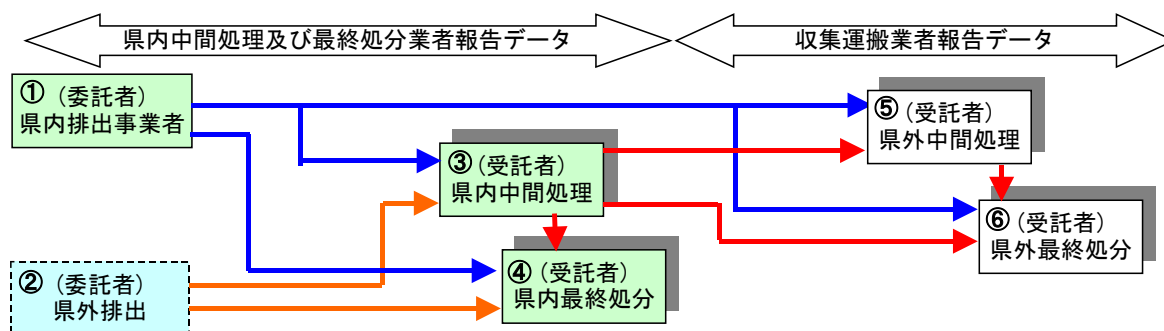 県内中間処理及び最終処分業者報告データ
収集運搬業者報告データ
① (委託者)
県内排出事業者
② (委託者)
県外排出
③ (受託者)
県内中間処理
④ (受託者)
県内最終処分
⑤ (受託者)
県外中間処理
⑥ (受託者)
県外最終処分